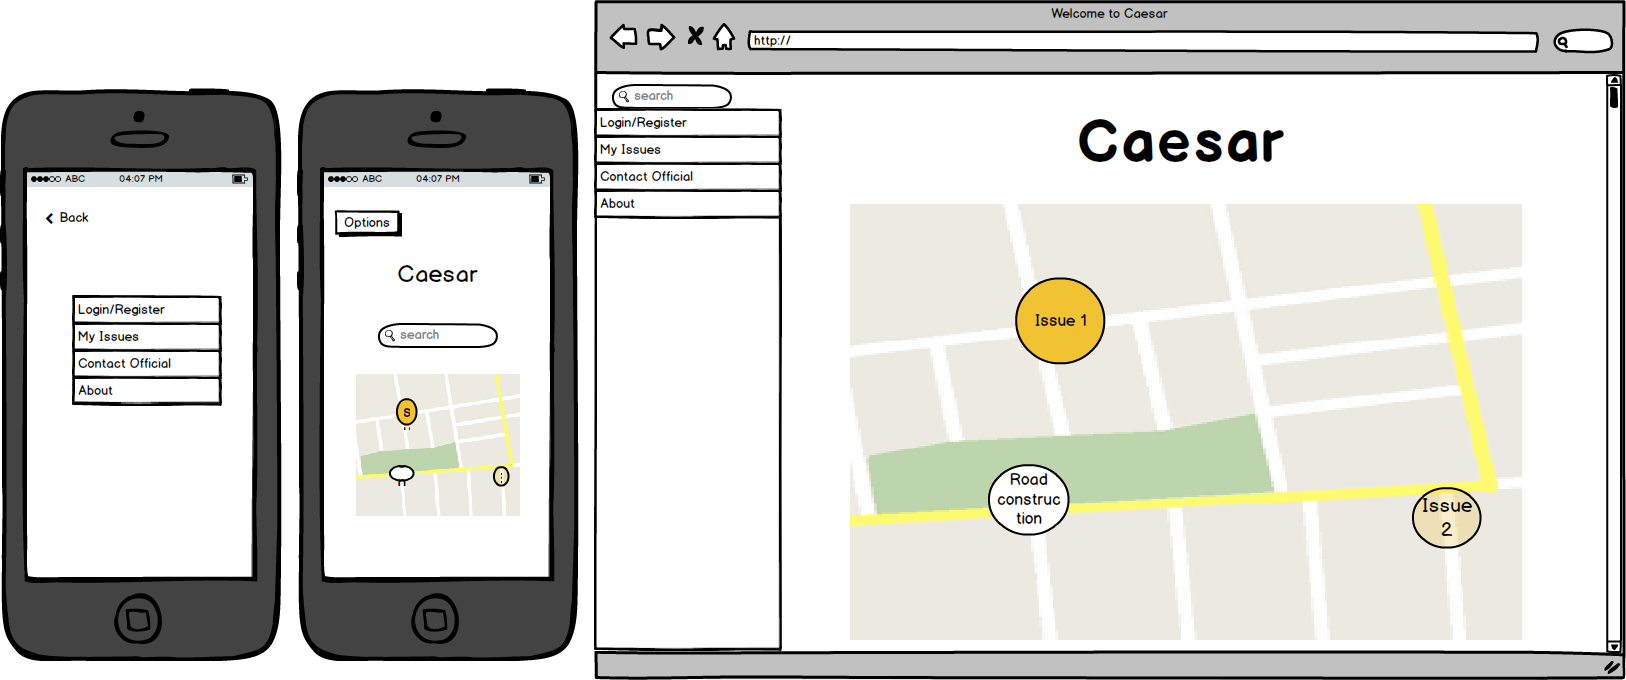 ABC 04:07 PM
Back
Login/Register
My Issues
Contact Official
About
ABC 04:07 PM
Options
Caesar
search
S
Welcome to Caesar
http://
search
Login/Register
My Issues
Contact Official
About
Caesar
Issue 1
Road
construc
tion
Issue
2